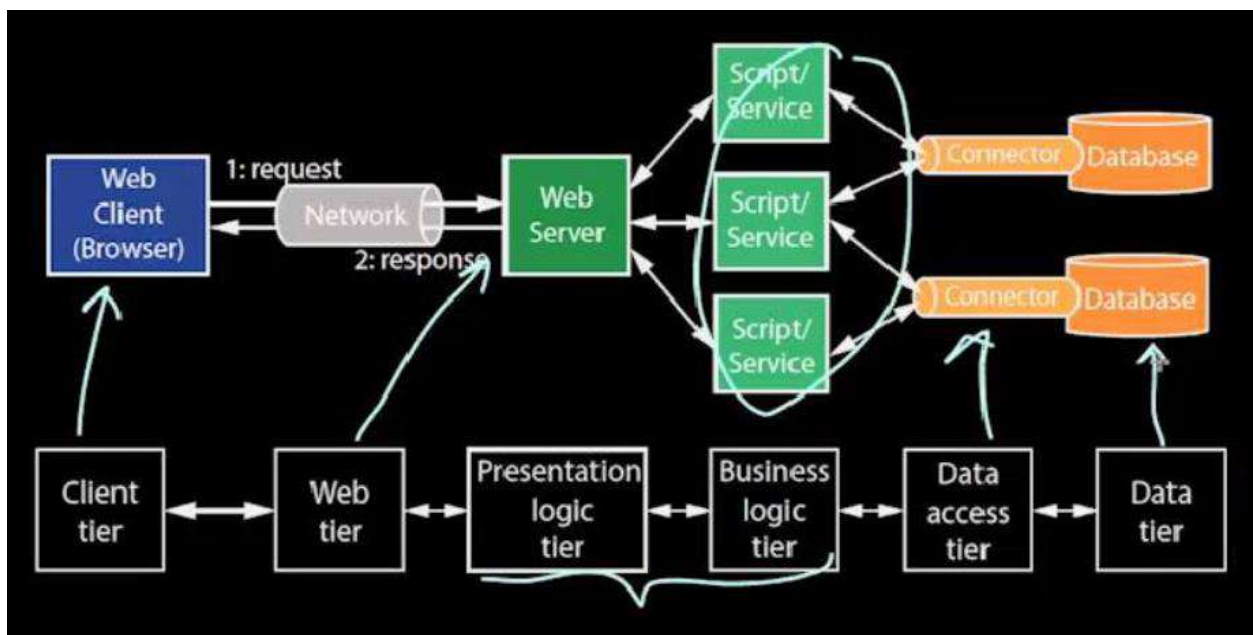 Script/
Service
Web
Client
(Browser)
1: request
Network
2: response
Web
Server
Script/
Service
Script/
Service
Connector
Database
Connector
Database
Client
tier
Web
tier
Presentation
logic
tier
Business
logic
tier
Data
access
tier
Data
tier